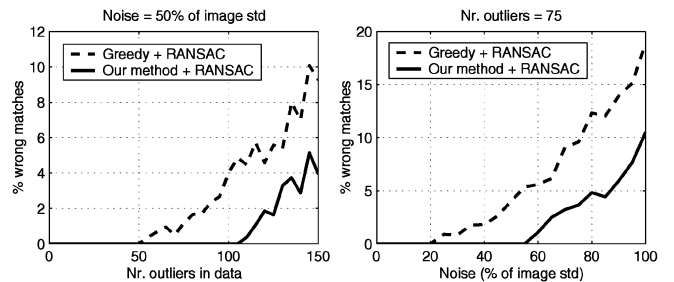 Noise = 50% of image std
12
10
8
6
4
2
0
% wrong matches
Greedy + RANSAC
Our method + RANSAC
0
50
100
150
Nr. outliers in data
Nr. outliers = 75
20
15
10
5
0
% wrong matches
Greedy + RANSAC
Our method + RANSAC
0
20
40
60
80
100
Noise (% of image std)